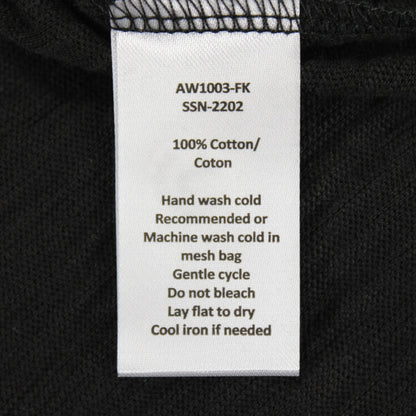 AW1003-FK
SSN-2202
100% Cotton/
Coton
Hand wash cold
Recommended or
Machine wash cold in
mesh bag
Gentle cycle
Do not bleach
Lay flat to dry
Cool iron if needed